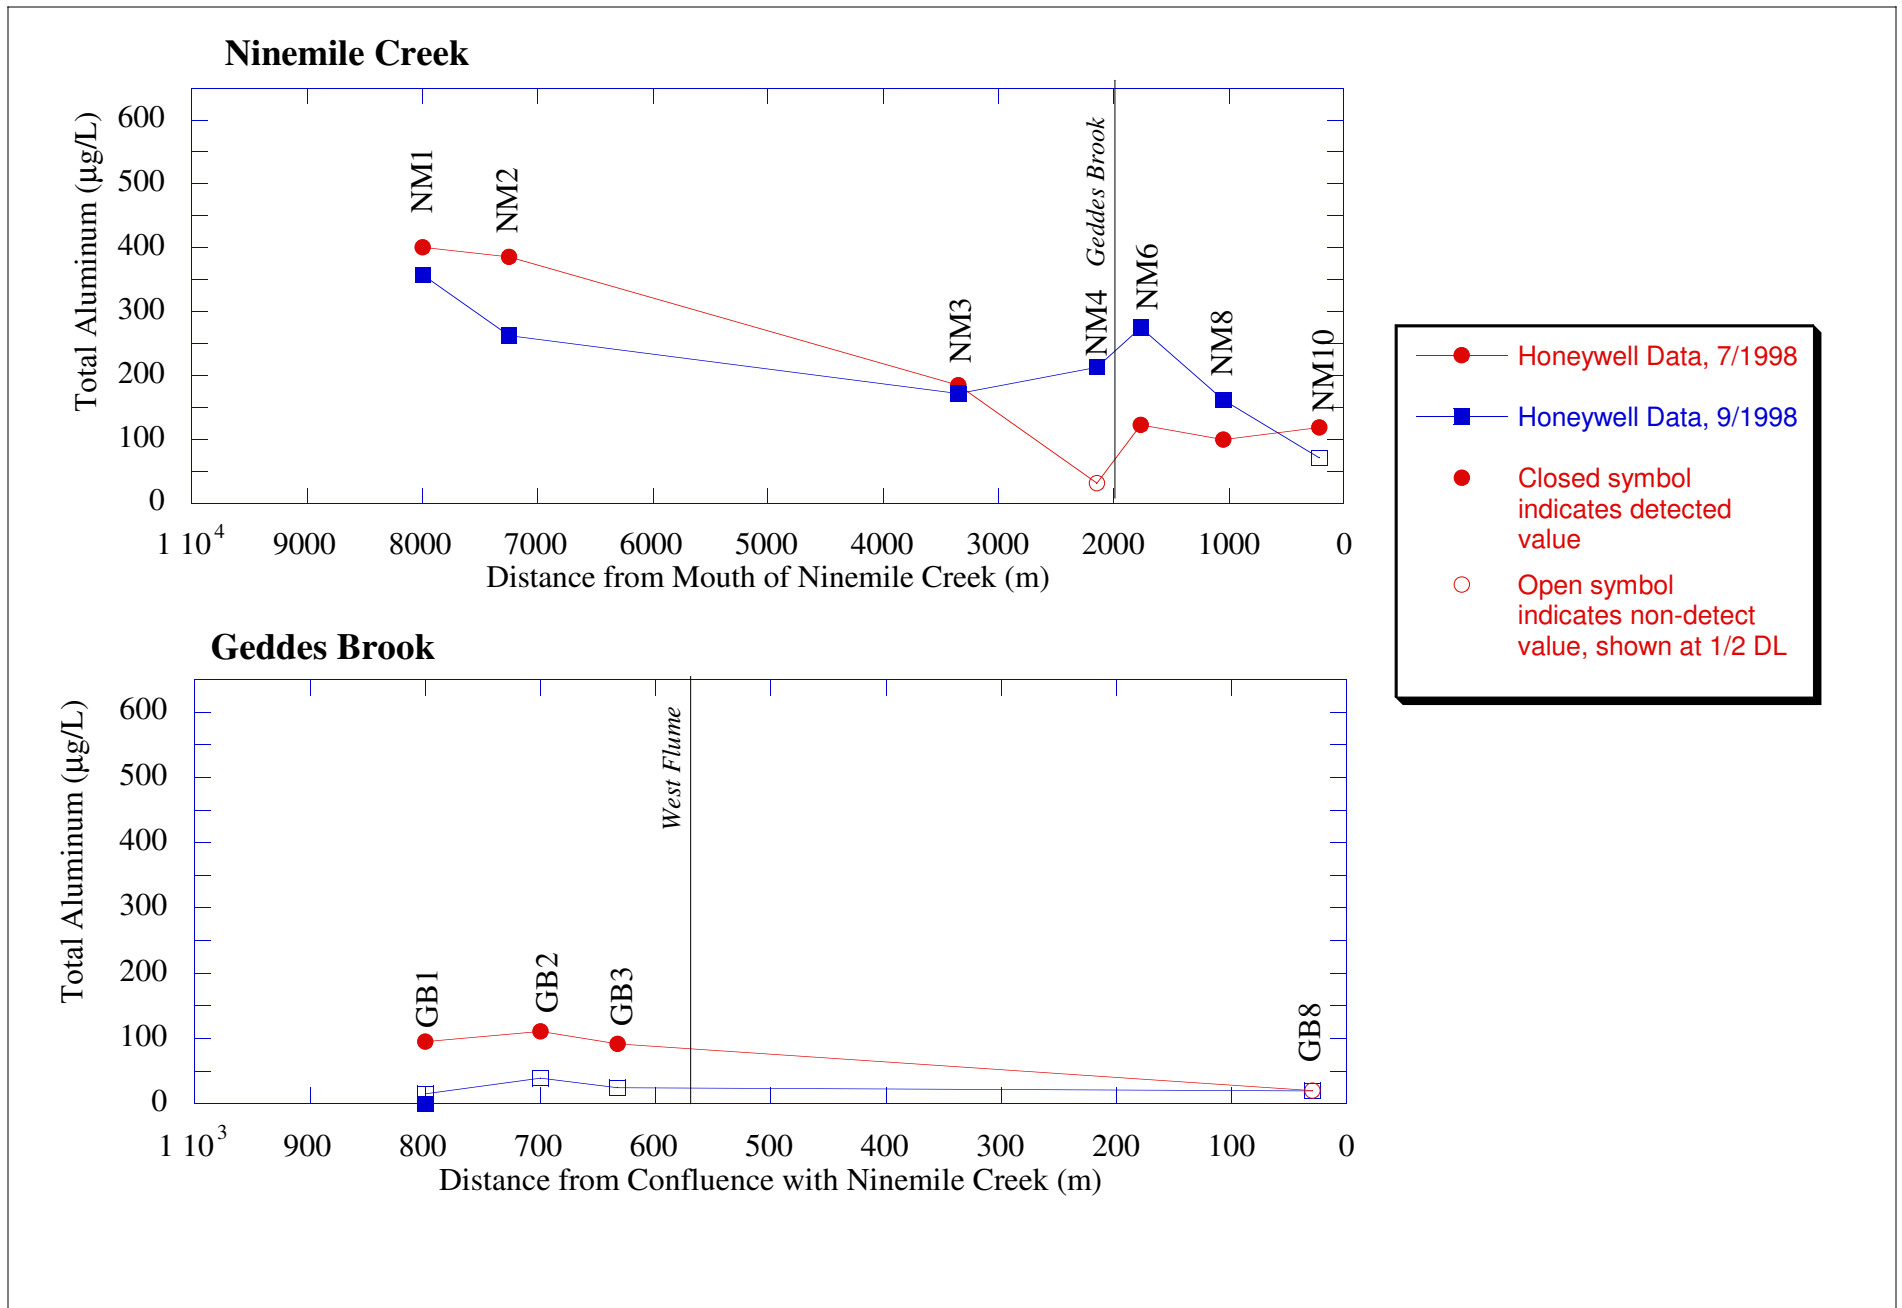 Ninemile Creek
Total Aluminum (µg/L)
600
500
400
300
200
100
0
NM1
NM2
NM3
NM4
Geddes Brook
NM6
NM8
NM10
1 10^4
9000
8000
7000
6000
5000
4000
3000
2000
1000
0
Distance from Mouth of Ninemile Creek (m)
Honeywell Data, 7/1998
Honeywell Data, 9/1998
Closed symbol
indicates detected
value
Open symbol
indicates non-detect
value, shown at 1/2 DL
Geddes Brook
Total Aluminum (µg/L)
600
500
400
300
200
100
0
GB1
GB2
GB3
West Flume
GB8
1 10^3
900
800
700
600
500
400
300
200
100
0
Distance from Confluence with Ninemile Creek (m)